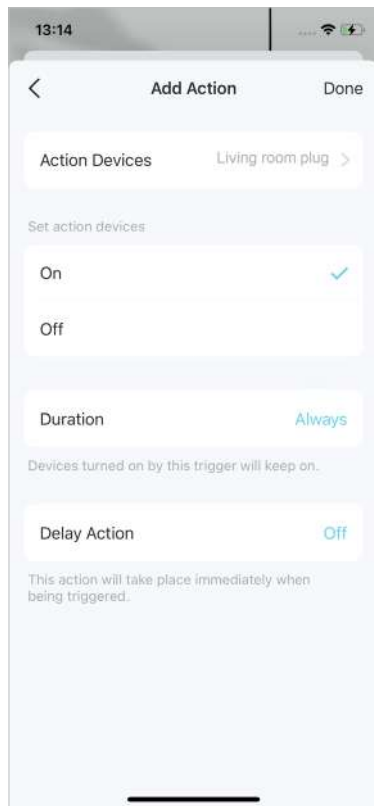 13:14
Add Action
Done
Action Devices
Living room plug
Set action devices
On
Off
Duration
Always
Devices turned on by this trigger will keep on.
Delay Action
Off
This action will take place immediately when
being triggered.